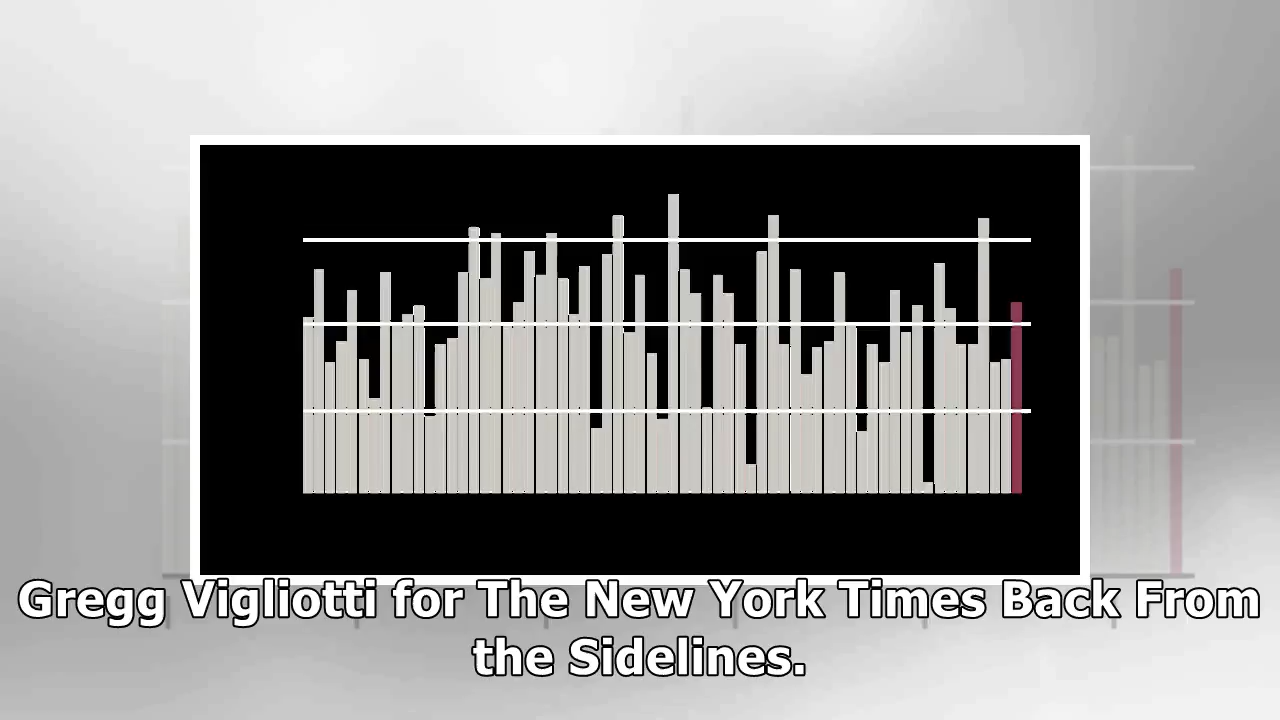 Gregg Vigliotti for The New York Times Back From
the Sidelines.